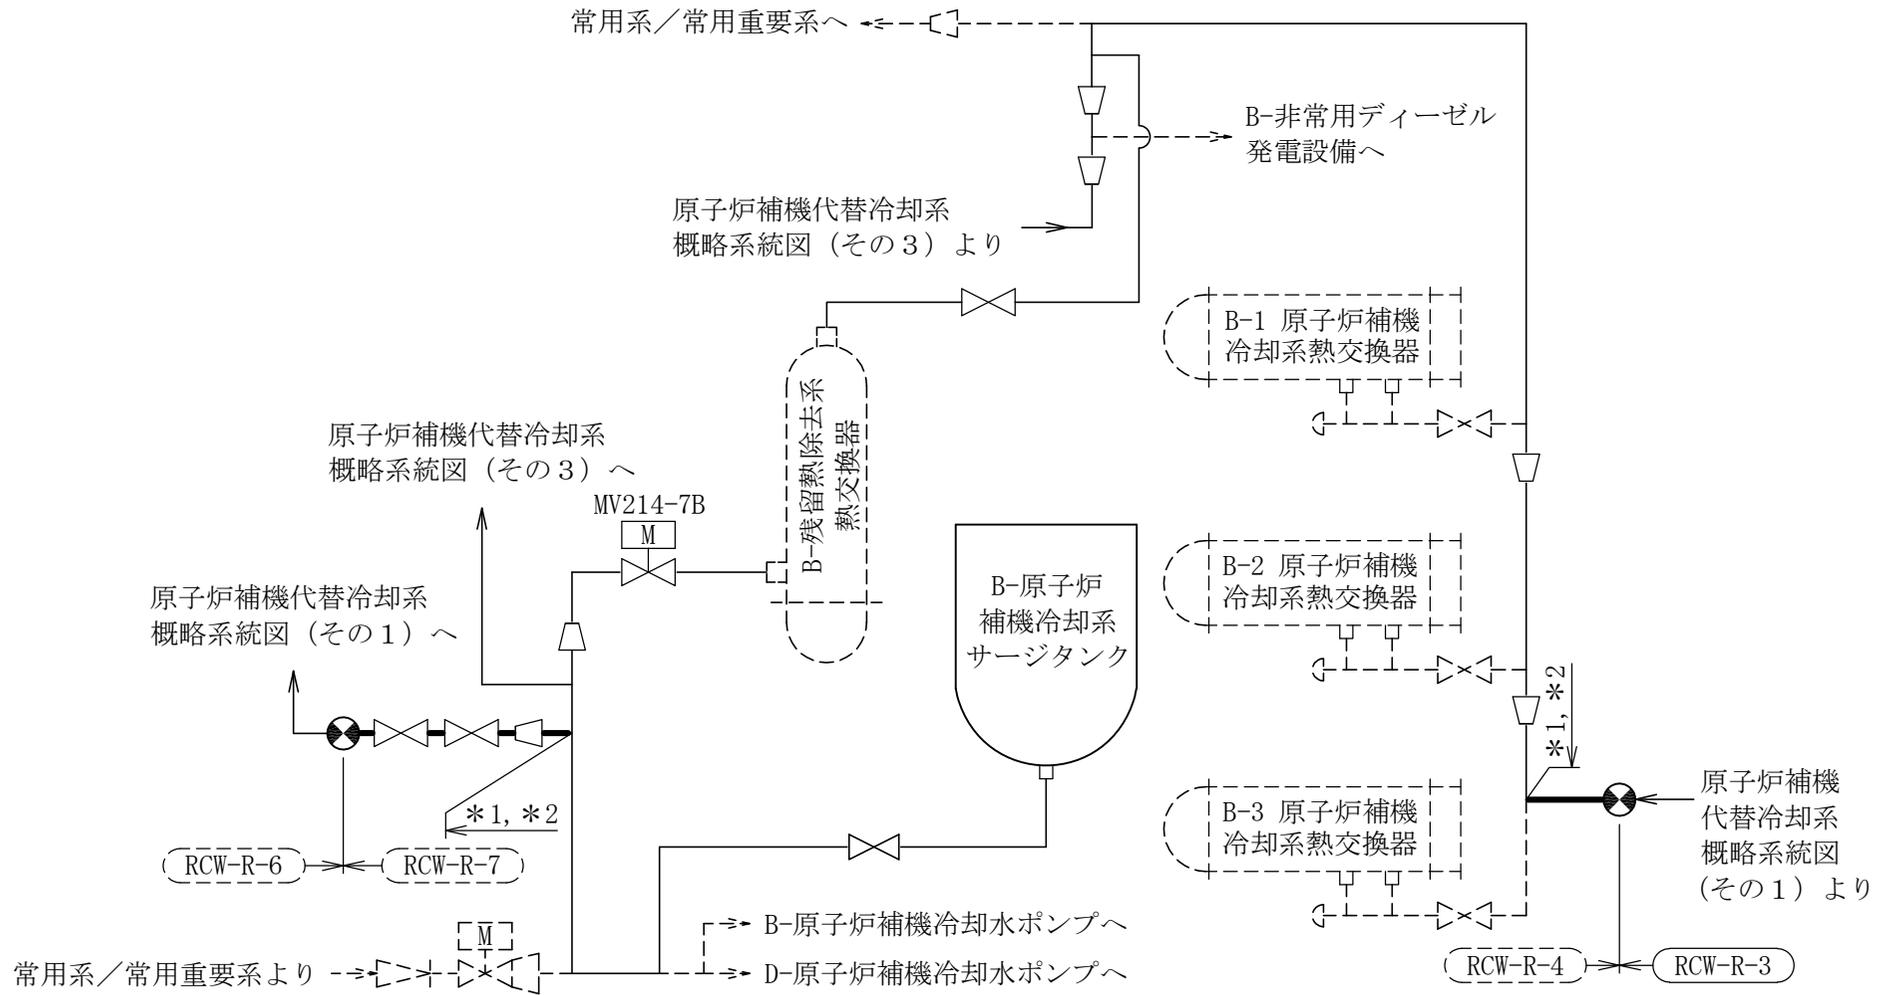 常用系／常用重要系へ
B-非常用ディーゼル
発電設備へ
原子炉補機代替冷却系
概略系統図（その３）より
B-1 原子炉補機
冷却系熱交換器
B-残留熱除去系
熱交換器
原子炉補機代替冷却系
概略系統図（その３）へ
MV214-7B
M
B-原子炉
補機冷却系
サージタンク
B-2 原子炉補機
冷却系熱交換器
原子炉補機代替冷却系
概略系統図（その１）へ
＊1,＊2
＊1,＊2
B-3 原子炉補機
冷却系熱交換器
原子炉補機
代替冷却系
概略系統図
（その１）より
RCW-R-6
RCW-R-7
M
B-原子炉補機冷却水ポンプへ
常用系／常用重要系より
D-原子炉補機冷却水ポンプへ
RCW-R-4
RCW-R-3